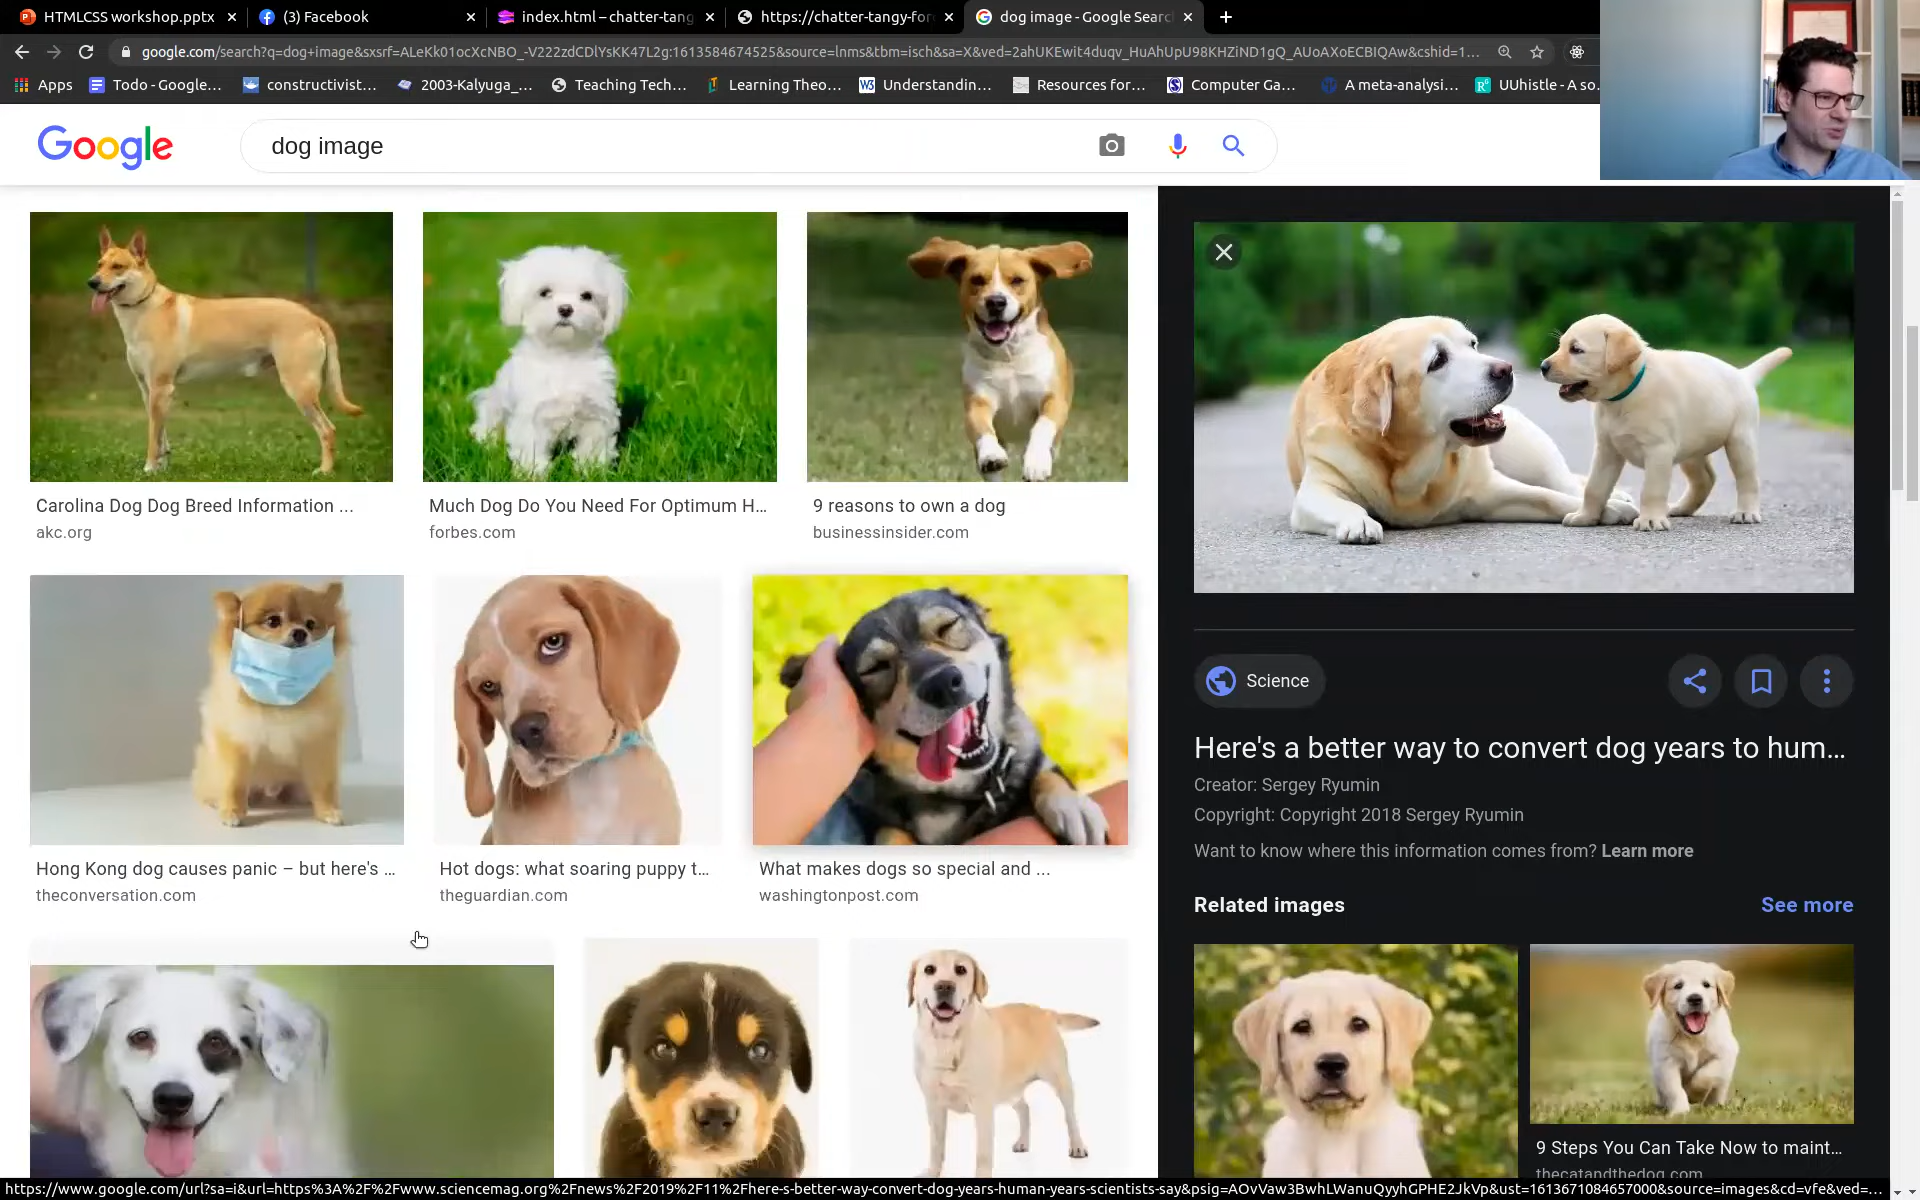 HTMLCSS workshop.pptx
(3) Facebook
index.html – chatter-tang
https://chatter-tangy-for
dog image - Google Searc
google.com/search?q=dog+image&sxsrf=ALeKk01ocXcNBO_-V222zdCDlYsKK47L2g:1613584674525&source=lnms&tbm=isch&sa=X&ved=2ahUKEwit4duqv_HuAhUpU98KHZiND1gQ_AUoAXoECBIQAw&cshid=1...
Apps
Todo - Google...
constructivist...
2003-Kalyuga_...
Teaching Tech...
Learning Theo...
Understandin...
Resources for...
Computer Ga...
A meta-analysi...
UUhistle - A so
Google
dog image
Carolina Dog Dog Breed Information ...
akc.org
Much Dog Do You Need For Optimum H...
forbes.com
9 reasons to own a dog
businessinsider.com
Hong Kong dog causes panic – but here's ...
theconversation.com
Hot dogs: what soaring puppy t...
theguardian.com
What makes dogs so special and ...
washingtonpost.com
Science
Here's a better way to convert dog years to hum...
Creator: Sergey Ryumin
Copyright: Copyright 2018 Sergey Ryumin
Want to know where this information comes from? Learn more
Related images
See more
9 Steps You Can Take Now to maint...
thecatandthedog.com
https://www.google.com/url?sa=i&url=https%3A%2F%2Fwww.sciencemag.org%2Fnews%2F2019%2F11%2Fhere-s-better-way-convert-dog-years-human-years-scientists-say&psig=AOvVaw3BwhLWanuQyyhGPHE2JkVp&ust=1613671084657000&source=images&cd=vfe&ved=...